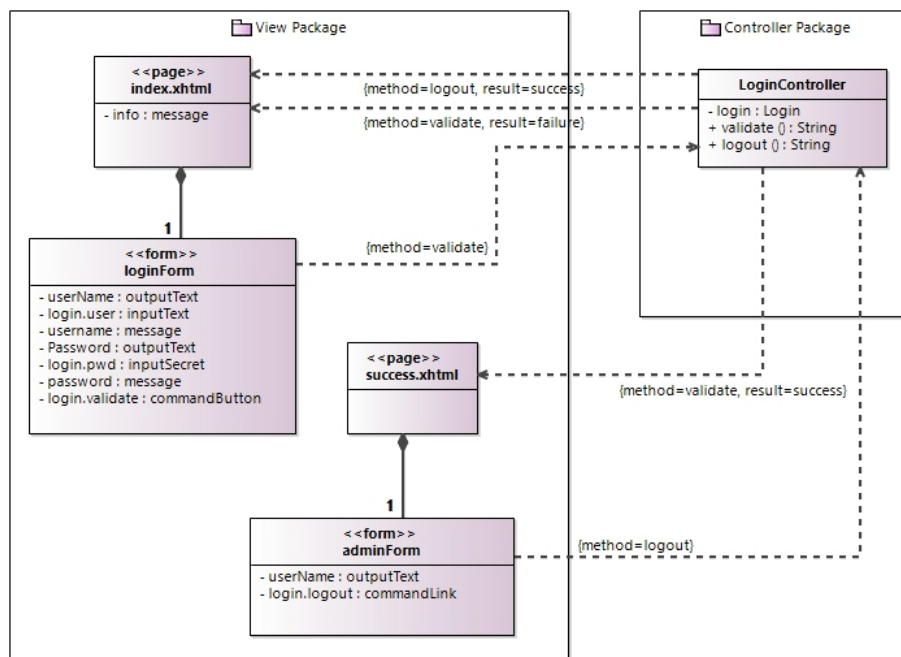 View Package
Controller Package
<<page>>
index.xhtml
- info : message
{method=logout, result=success}
{method=validate, result=failure}
LoginController
- login : Login
+ validate () : String
+ logout () : String
1
{method=validate}
<<form>>
loginForm
- userName : outputText
- login.user : inputText
- username : message
- Password : outputText
- login.pwd : inputSecret
- password : message
- login.validate : commandButton
<<page>>
success.xhtml
{method=validate, result=success}
1
<<form>>
adminForm
- userName : outputText
- login.logout : commandLink
{method=logout}